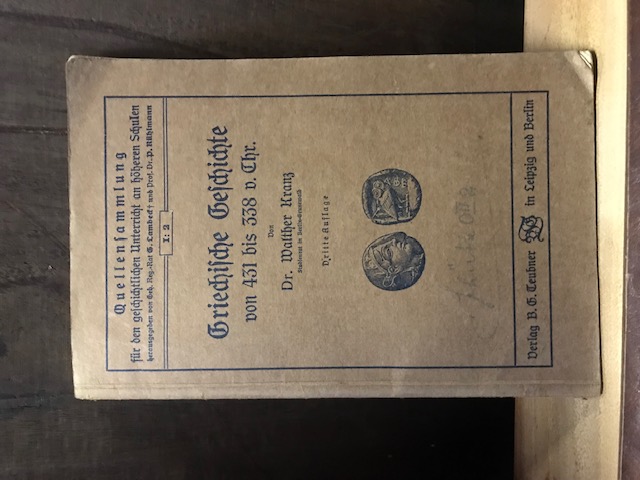 Quellensammlung
für den geschichtlichen Unterricht an höheren Schulen
herausgegeben von Geh. Reg.-Rat G. Lambeck † und Prof. Dr. P. Rühlmann
I: 2
Griechische Geschichte
von 431 bis 338 v. Chr.
Von
Dr. Walther Kranz
Dritte Auflage
Verlag B. G. Teubner in Leipzig und Berlin